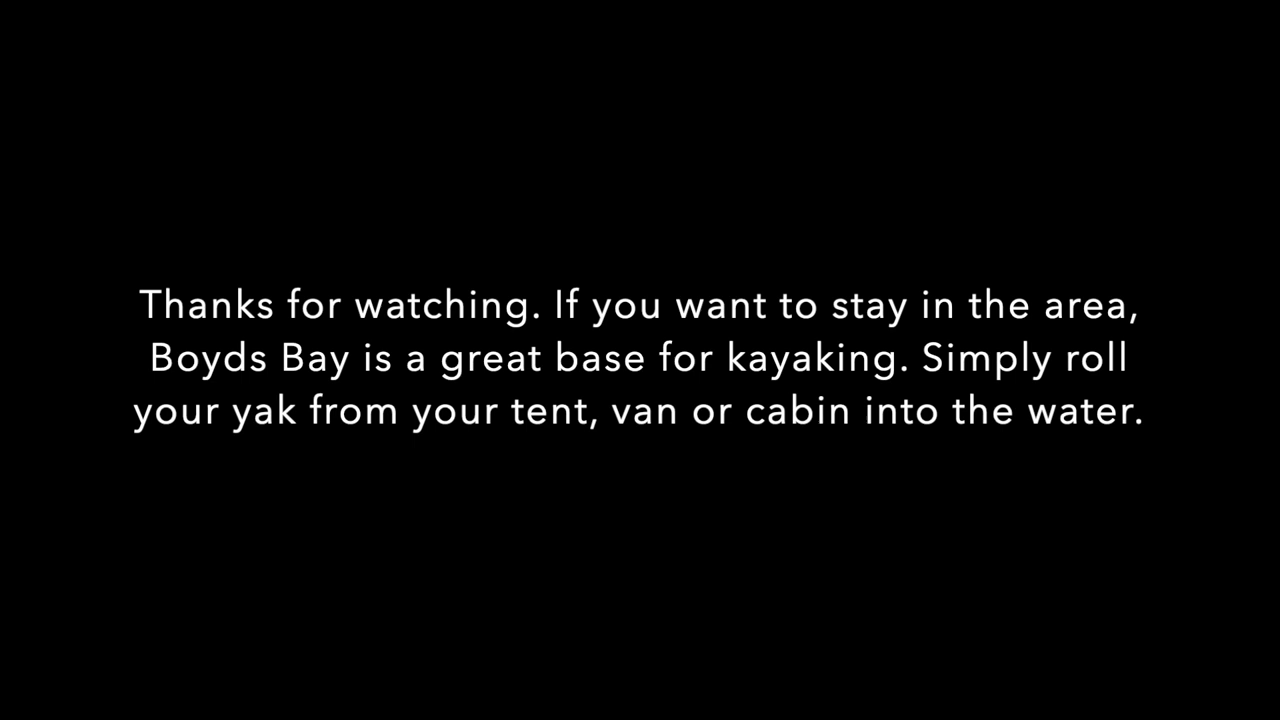 Thanks for watching. If you want to stay in the area,
Boyds Bay is a great base for kayaking. Simply roll
your yak from your tent, van or cabin into the water.